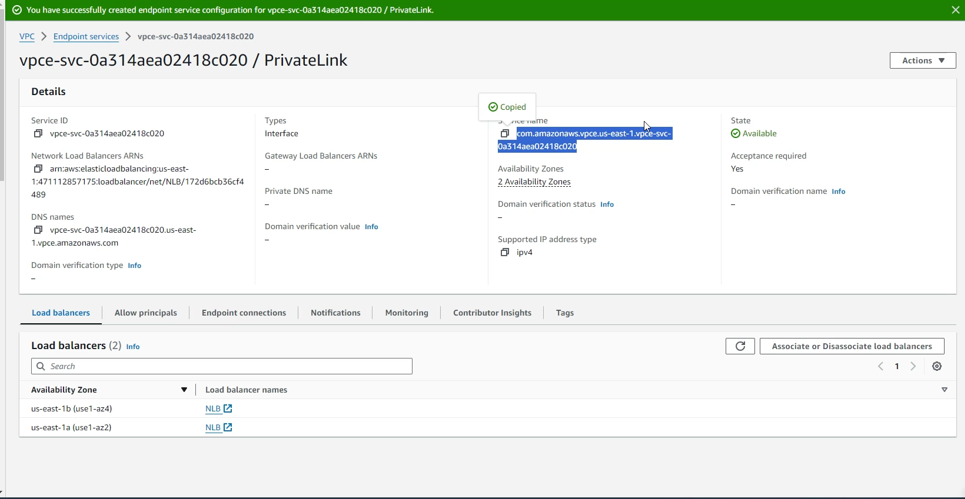 You have successfully created endpoint service configuration for vpce-svc-0a314aea02418c020 / PrivateLink.
VPC > Endpoint services > vpce-svc-0a314aea02418c020
vpce-svc-0a314aea02418c020 / PrivateLink
Actions
Details
Copied
Service ID
vpce-svc-0a314aea02418c020
Network Load Balancers ARNs
arn:aws:elasticloadbalancing:us-east-
1:471112857175:loadbalancer/net/NLB/172d6bcb36cf4
489
DNS names
vpce-svc-0a314aea02418c020.us-east-
1.vpce.amazonaws.com
Domain verification type Info
–
Types
Interface
Gateway Load Balancers ARNs
–
Private DNS name
–
Domain verification value Info
–
name
com.amazonaws.vpce.us-east-1.vpce-svc-
0a314aea02418c020
Availability Zones
2 Availability Zones
Domain verification status Info
–
Supported IP address type
ipv4
State
Available
Acceptance required
Yes
Domain verification name Info
–
Load balancers Allow principals Endpoint connections Notifications Monitoring Contributor Insights Tags
Load balancers (2) Info
Associate or Disassociate load balancers
Search
< 1 >
Availability Zone Load balancer names
us-east-1b (use1-az4) NLB
us-east-1a (use1-az2) NLB